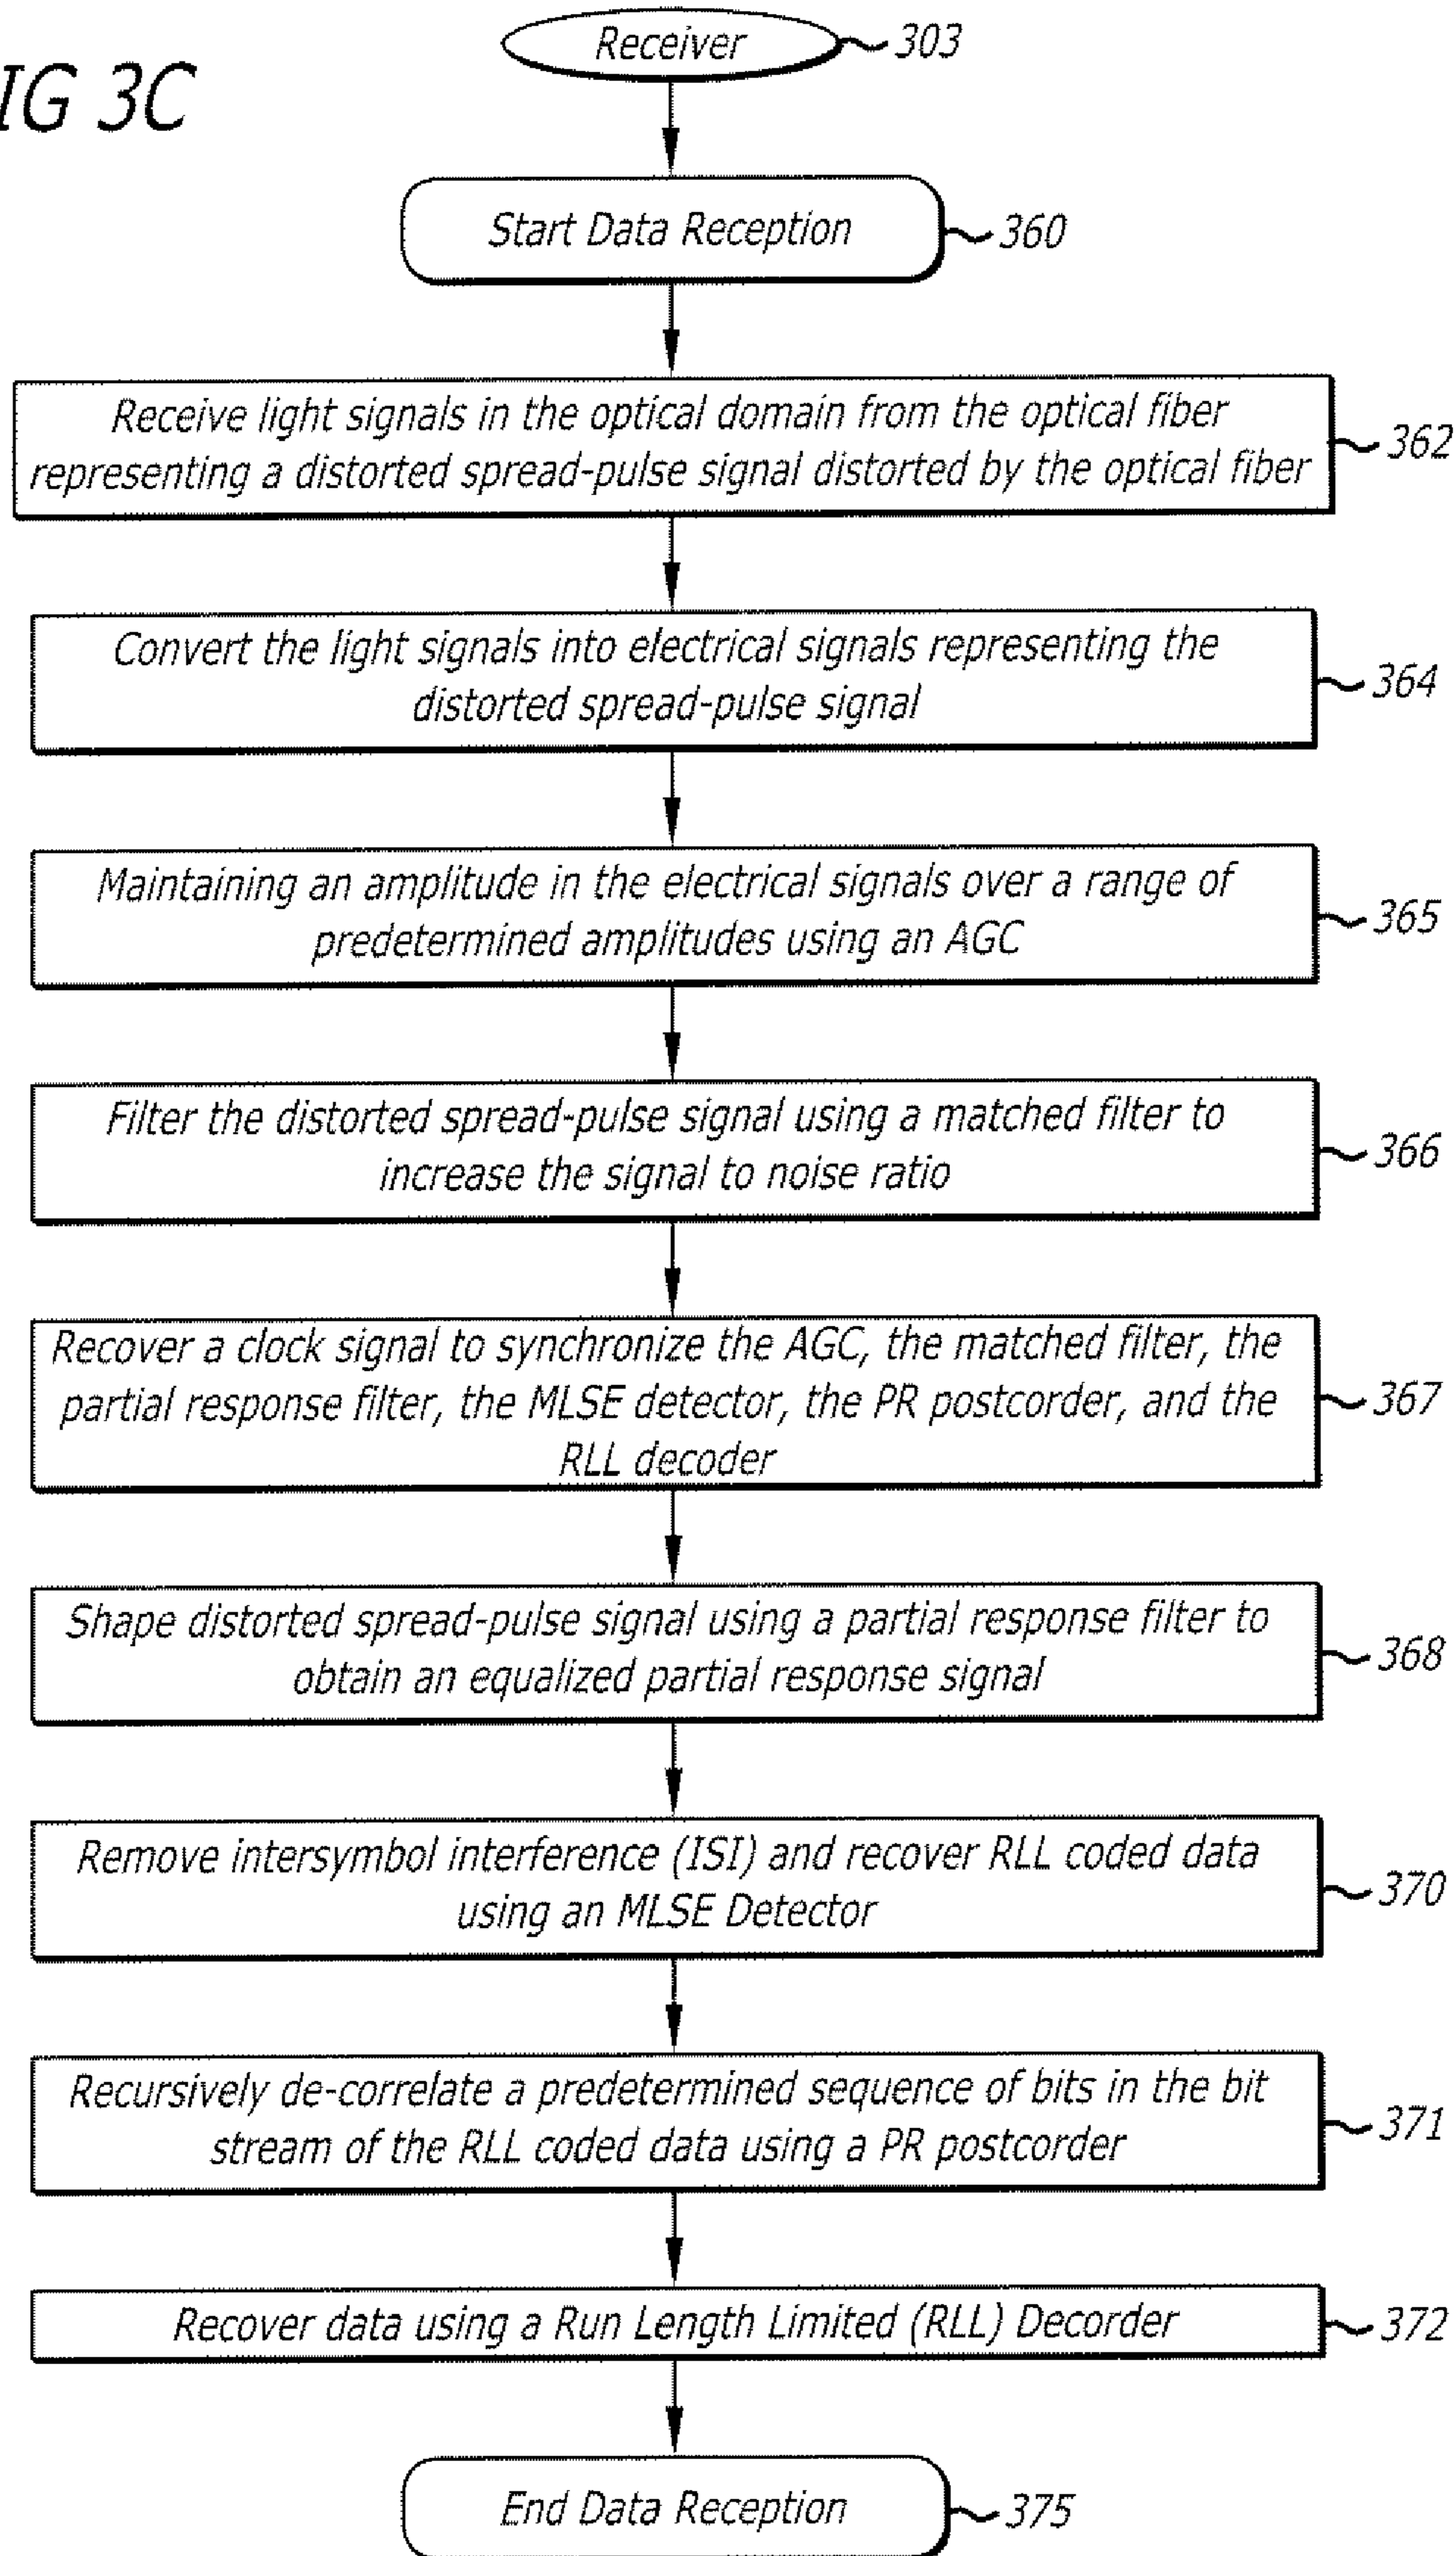 IG 3C
Receiver 303
Start Data Reception 360
Receive light signals in the optical domain from the optical fiber
representing a distorted spread-pulse signal distorted by the optical fiber
362
Convert the light signals into electrical signals representing the
distorted spread-pulse signal
364
Maintaining an amplitude in the electrical signals over a range of
predetermined amplitudes using an AGC
365
Filter the distorted spread-pulse signal using a matched filter to
increase the signal to noise ratio
366
Recover a clock signal to synchronize the AGC, the matched filter, the
partial response filter, the MLSE detector, the PR postcorder, and the
RLL decoder
367
Shape distorted spread-pulse signal using a partial response filter to
obtain an equalized partial response signal
368
Remove intersymbol interference (ISI) and recover RLL coded data
using an MLSE Detector
370
Recursively de-correlate a predetermined sequence of bits in the bit
stream of the RLL coded data using a PR postcorder
371
Recover data using a Run Length Limited (RLL) Decorder 372
End Data Reception 375